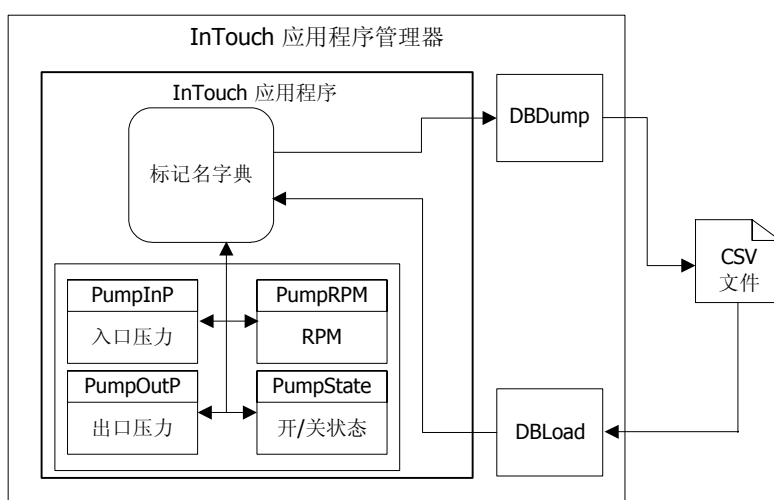 InTouch 应用程序管理器
InTouch 应用程序
标记名字典
DBDump
CSV
文件
PumpInP
入口压力
PumpRPM
RPM
PumpOutP
出口压力
PumpState
开/关状态
DBLoad